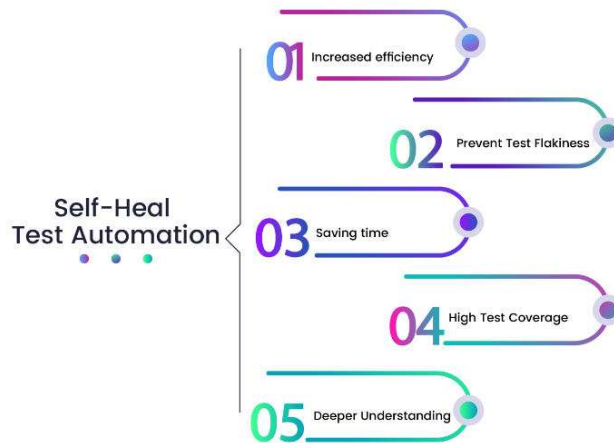 Self-Heal
Test Automation
01 Increased efficiency
02 Prevent Test Flakiness
03 Saving time
04 High Test Coverage
05 Deeper Understanding